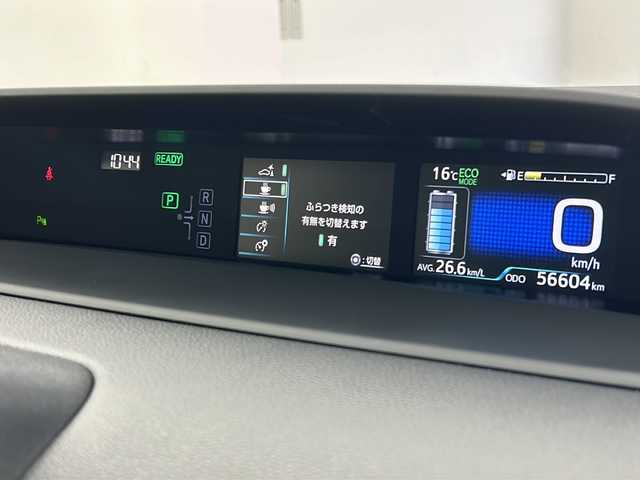 10:44
READY
P
R
N
D
ふらつき検知の
有無を切替えます
有
:切替
16℃ ECO
MODE
E F
0
km/h
AVG. 26.6 km/L
ODO 56604 km